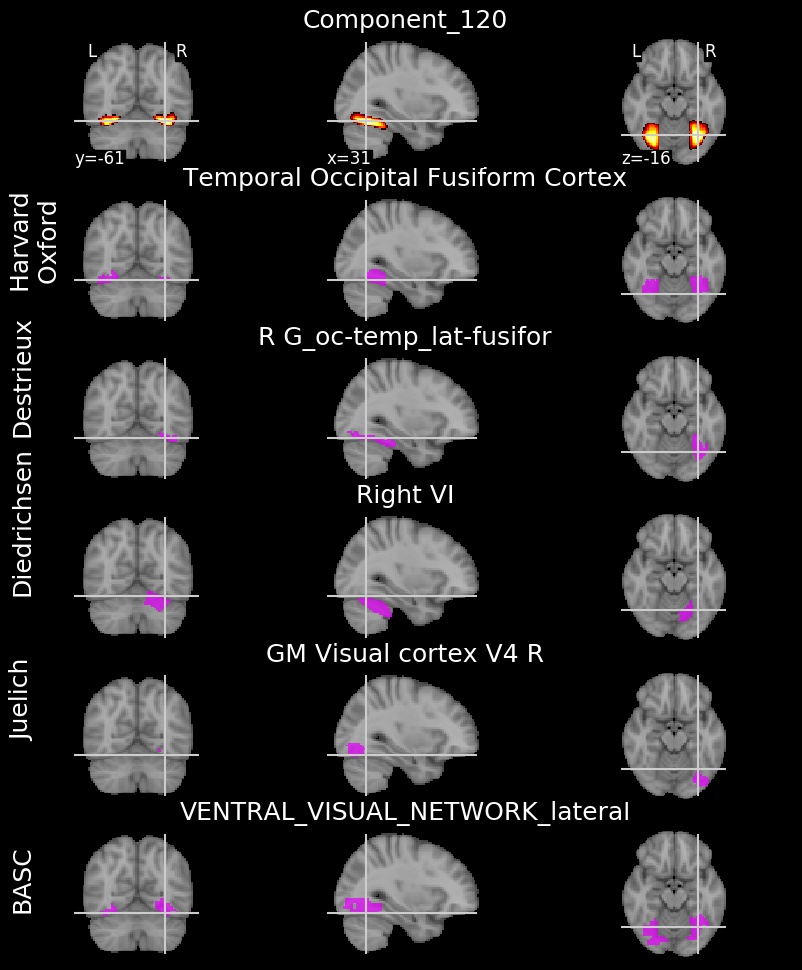 Component_120
L R L R
y=-61 x=31 z=-16
Temporal Occipital Fusiform Cortex
Harvard
Oxford
R G_oc-temp_lat-fusifor
Destrieux
Right VI
Diedrichsen
GM Visual cortex V4 R
Juelich
VENTRAL_VISUAL_NETWORK_lateral
BASC